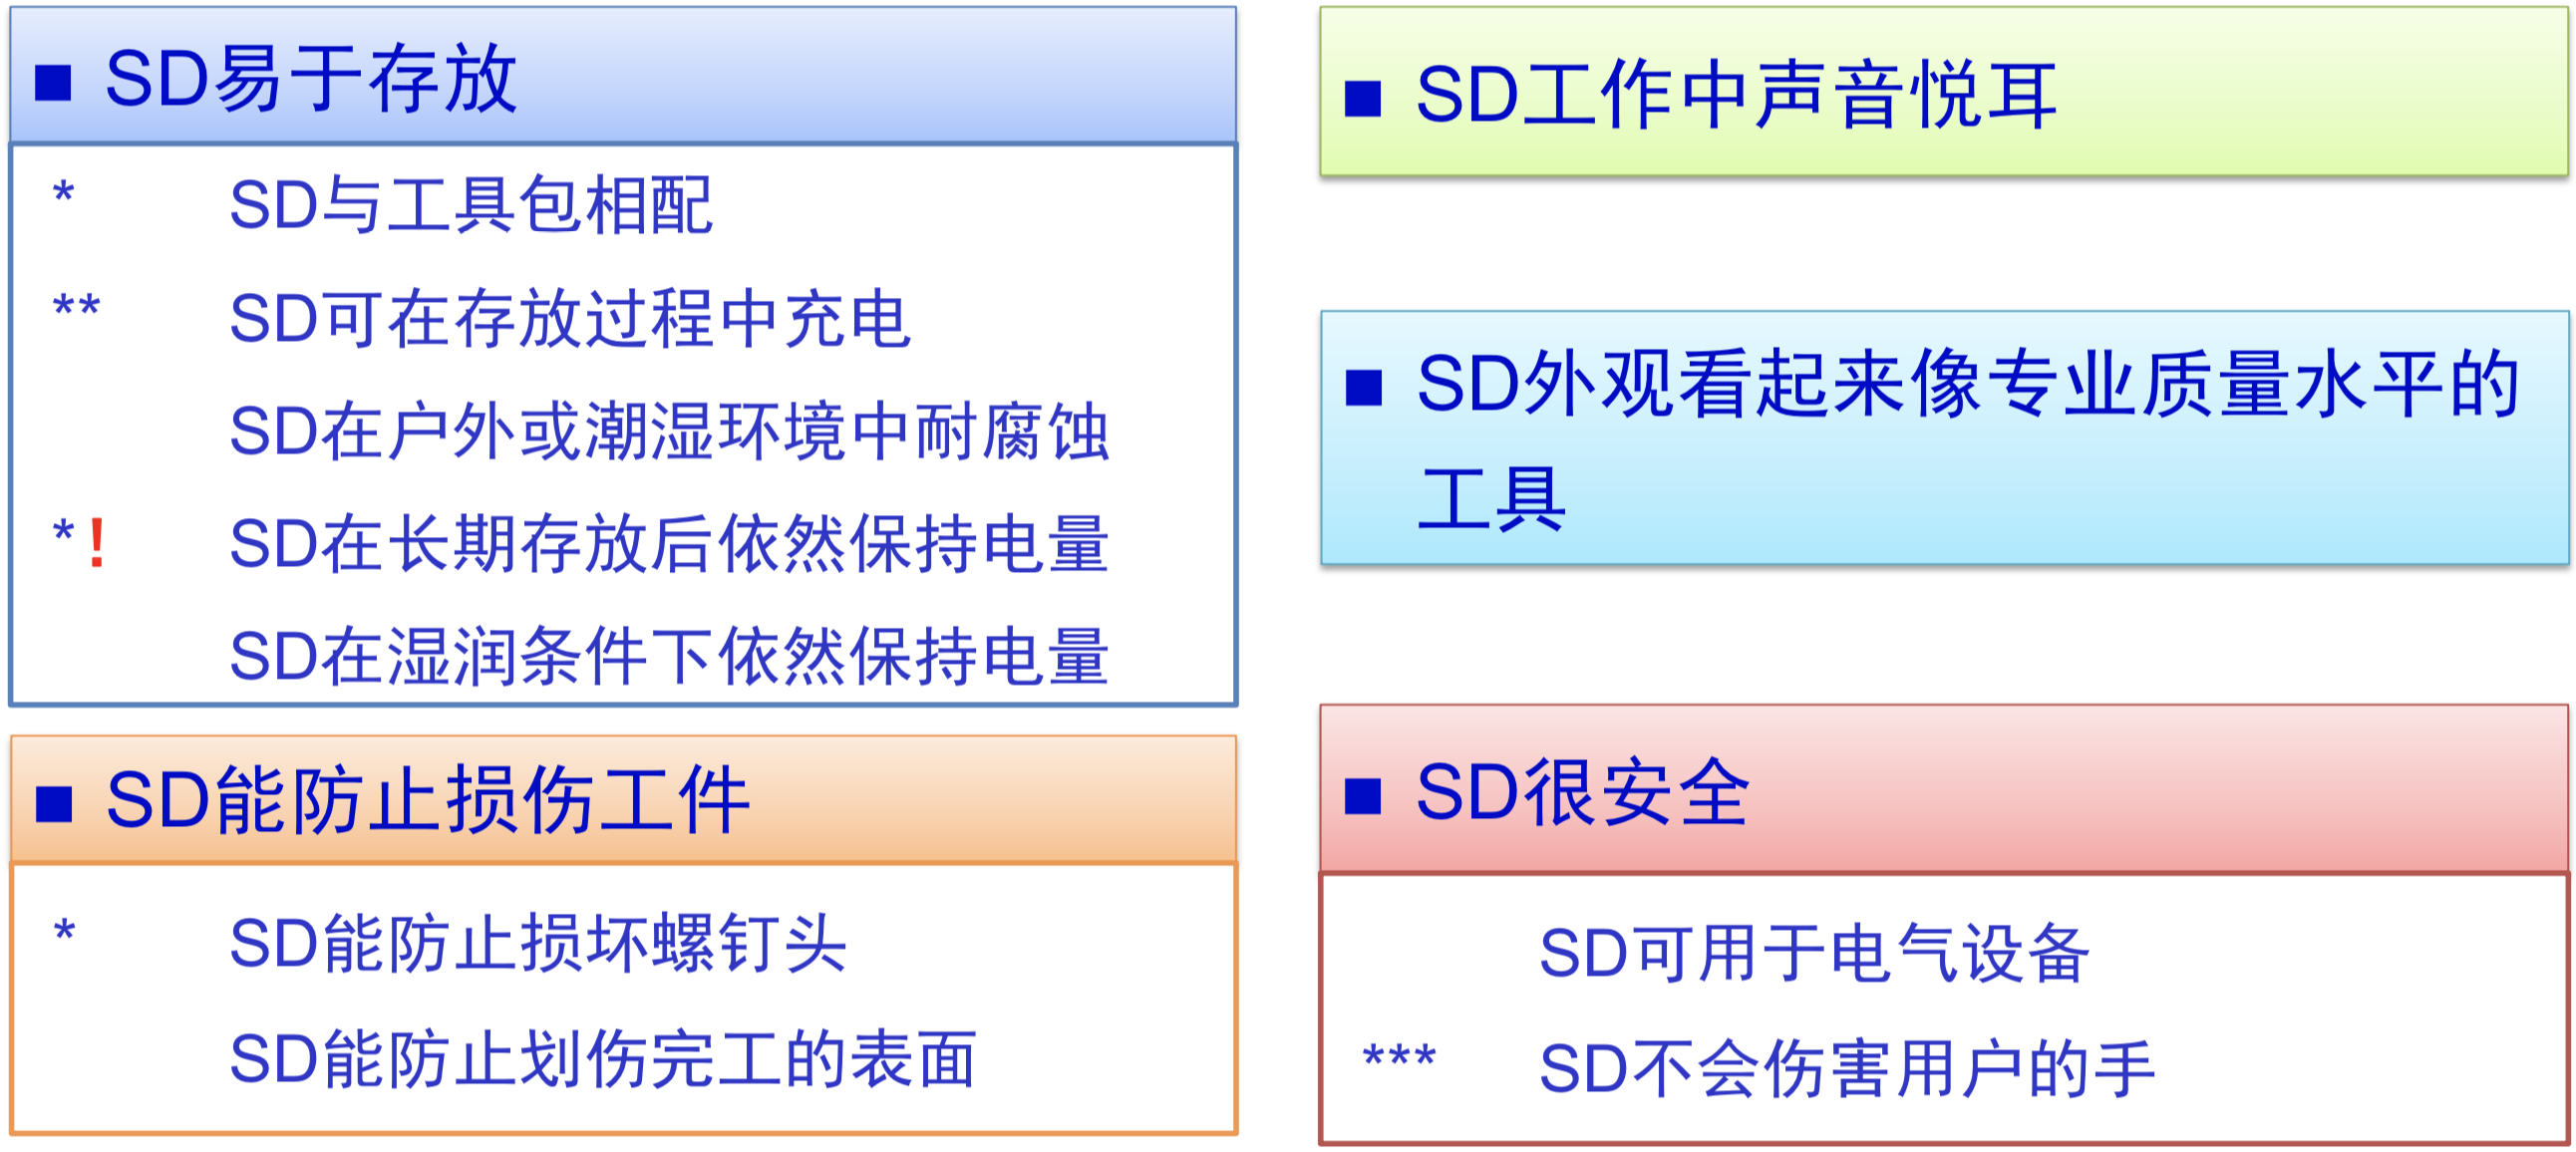 ■ SD易于存放
* SD与工具包相配
** SD可在存放过程中充电
SD在户外或潮湿环境中耐腐蚀
*! SD在长期存放后依然保持电量
SD在湿润条件下依然保持电量
■ SD能防止损伤工件
* SD能防止损坏螺钉头
SD能防止划伤完工的表面
■ SD工作中声音悦耳
■ SD外观看起来像专业质量水平的
工具
■ SD很安全
SD可用于电气设备
*** SD不会伤害用户的手